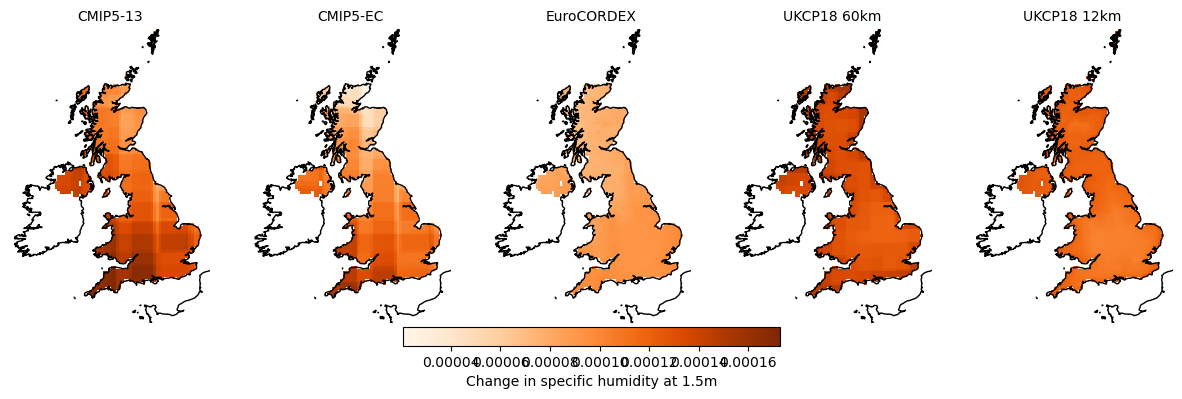 CMIP5-13 CMIP5-EC EuroCORDEX UKCP18 60km UKCP18 12km
0.00004 0.00006 0.00008 0.00010 0.00012 0.00014 0.00016
Change in specific humidity at 1.5m